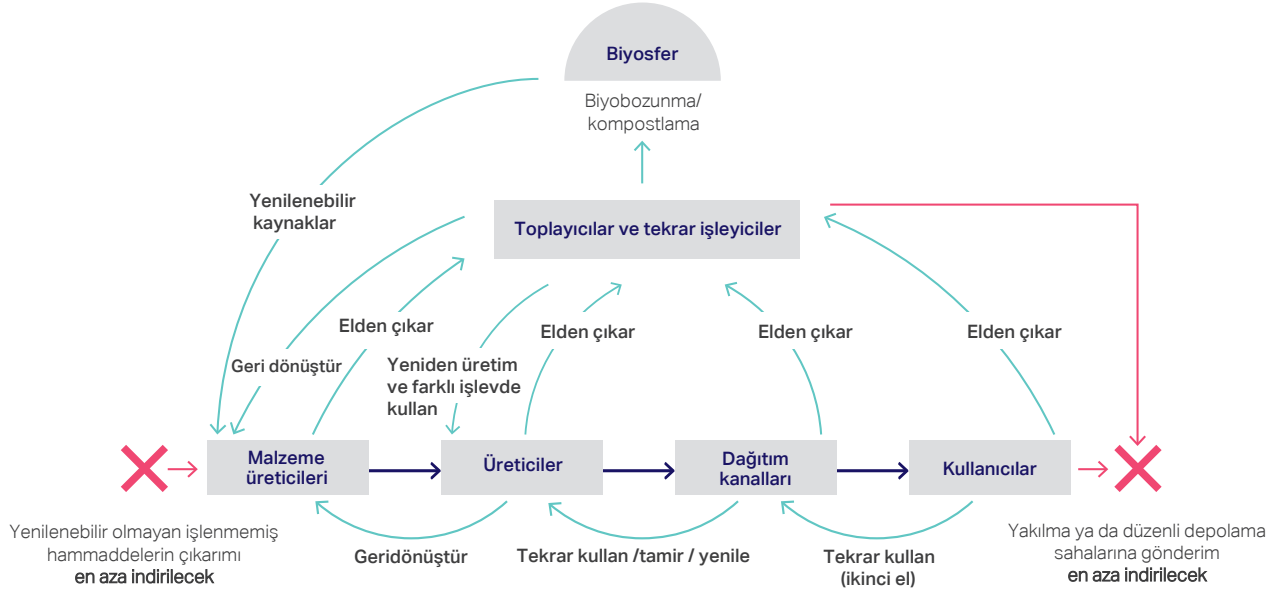 Biyosfer
Biyobozunma/
kompostlama
Yenilenebilir
kaynaklar
Toplayıcılar ve tekrar işleyiciler
Elden çıkar
Elden çıkar
Elden çıkar
Elden çıkar
Geri dönüştür
Yeniden üretim
ve farklı işlevde
kullan
Malzeme
üreticileri
Üreticiler
Dağıtım
kanalları
Kullanıcılar
Yenilenebilir olmayan işlenmemiş
hammaddelerin çıkarımı
en aza indirilecek
Geridönüştür
Tekrar kullan /tamir / yenile
Tekrar kullan
(ikinci el)
Yakılma ya da düzenli depolama
sahalarına gönderim
en aza indirilecek